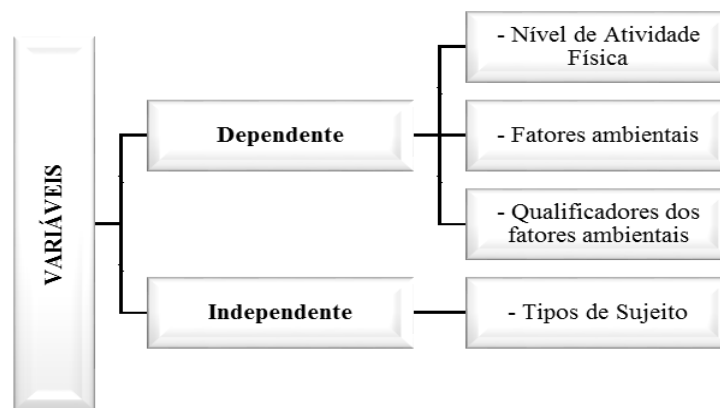 VARIÁVEIS
Dependente
- Nível de Atividade
Física
- Fatores ambientais
- Qualificadores dos
fatores ambientais
Independente
- Tipos de Sujeito